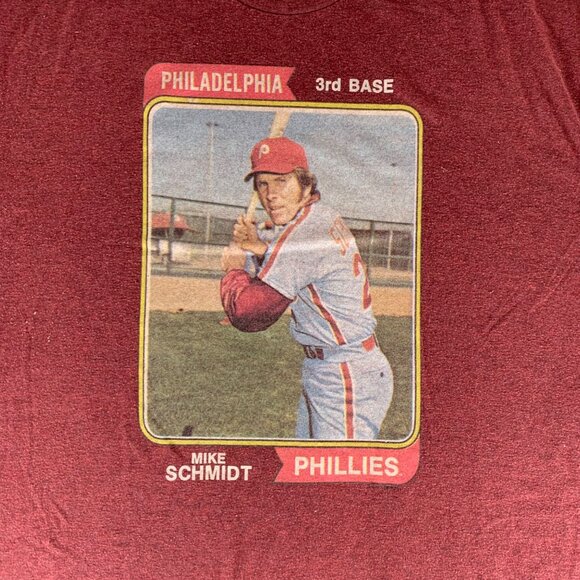 PHILADELPHIA 3rd BASE
P
MIKE
SCHMIDT PHILLIES